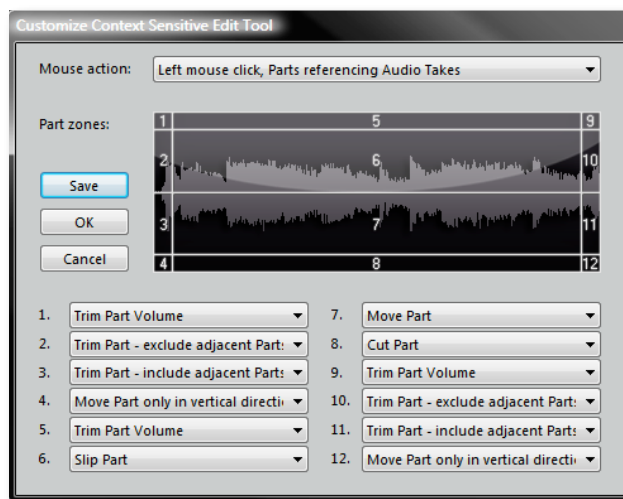 Customize Context Sensitive Edit Tool
Mouse action: Left mouse click, Parts referencing Audio Takes
Part zones:
1 5 9
2 6 10
3 7 11
4 8 12
Save
OK
Cancel
1. Trim Part Volume
2. Trim Part - exclude adjacent Parts
3. Trim Part - include adjacent Parts
4. Move Part only in vertical directi
5. Trim Part Volume
6. Slip Part
7. Move Part
8. Cut Part
9. Trim Part Volume
10. Trim Part - exclude adjacent Parts
11. Trim Part - include adjacent Parts
12. Move Part only in vertical directi